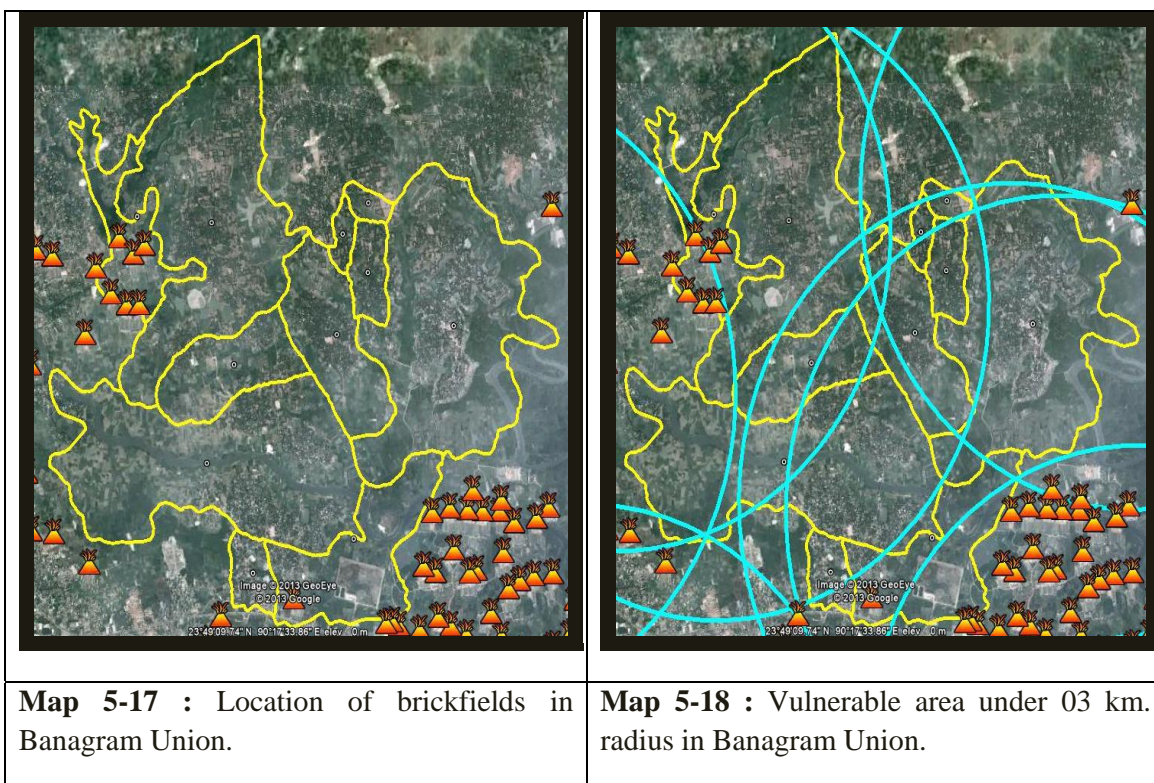 Image © 2013 GeoEye
© 2013 Google
23°49'09.74" N 90°17'33.86" E elev 0 m
Image © 2013 GeoEye
© 2013 Google
23°49'09.74" N 90°17'33.86" E elev 0 m
Map 5-17 : Location of brickfields in
Banagram Union.
Map 5-18 : Vulnerable area under 03 km.
radius in Banagram Union.